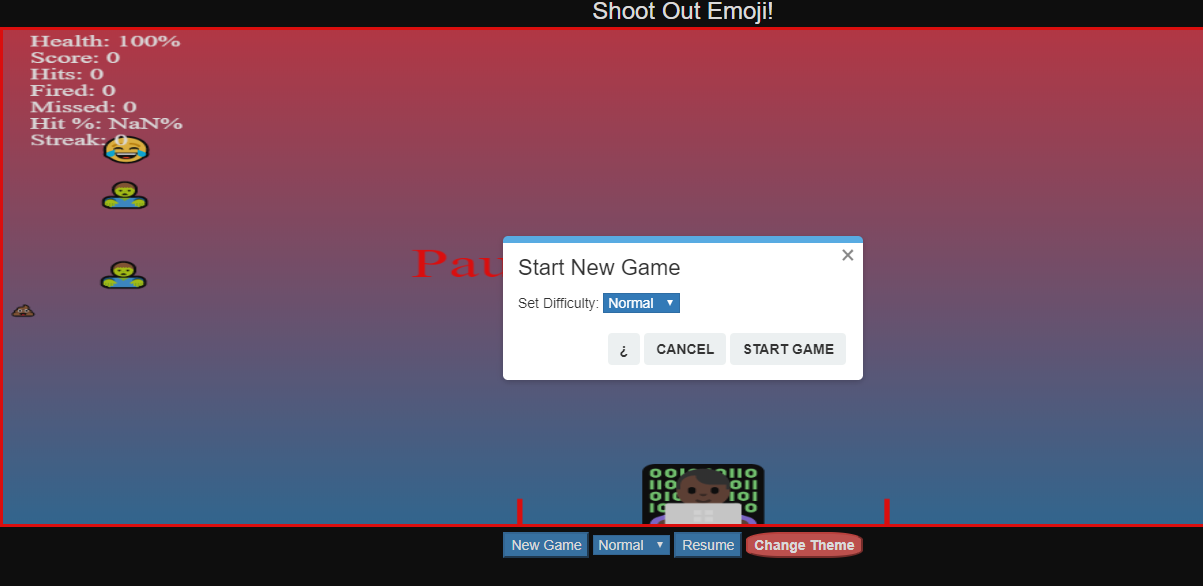 Shoot Out Emoji!
Health: 100%
Score: 0
Hits: 0
Fired: 0
Missed: 0
Hit %: NaN%
Streak: 0
Pau
Start New Game
×
Set Difficulty: Normal
¿ CANCEL START GAME
New Game Normal Resume Change Theme